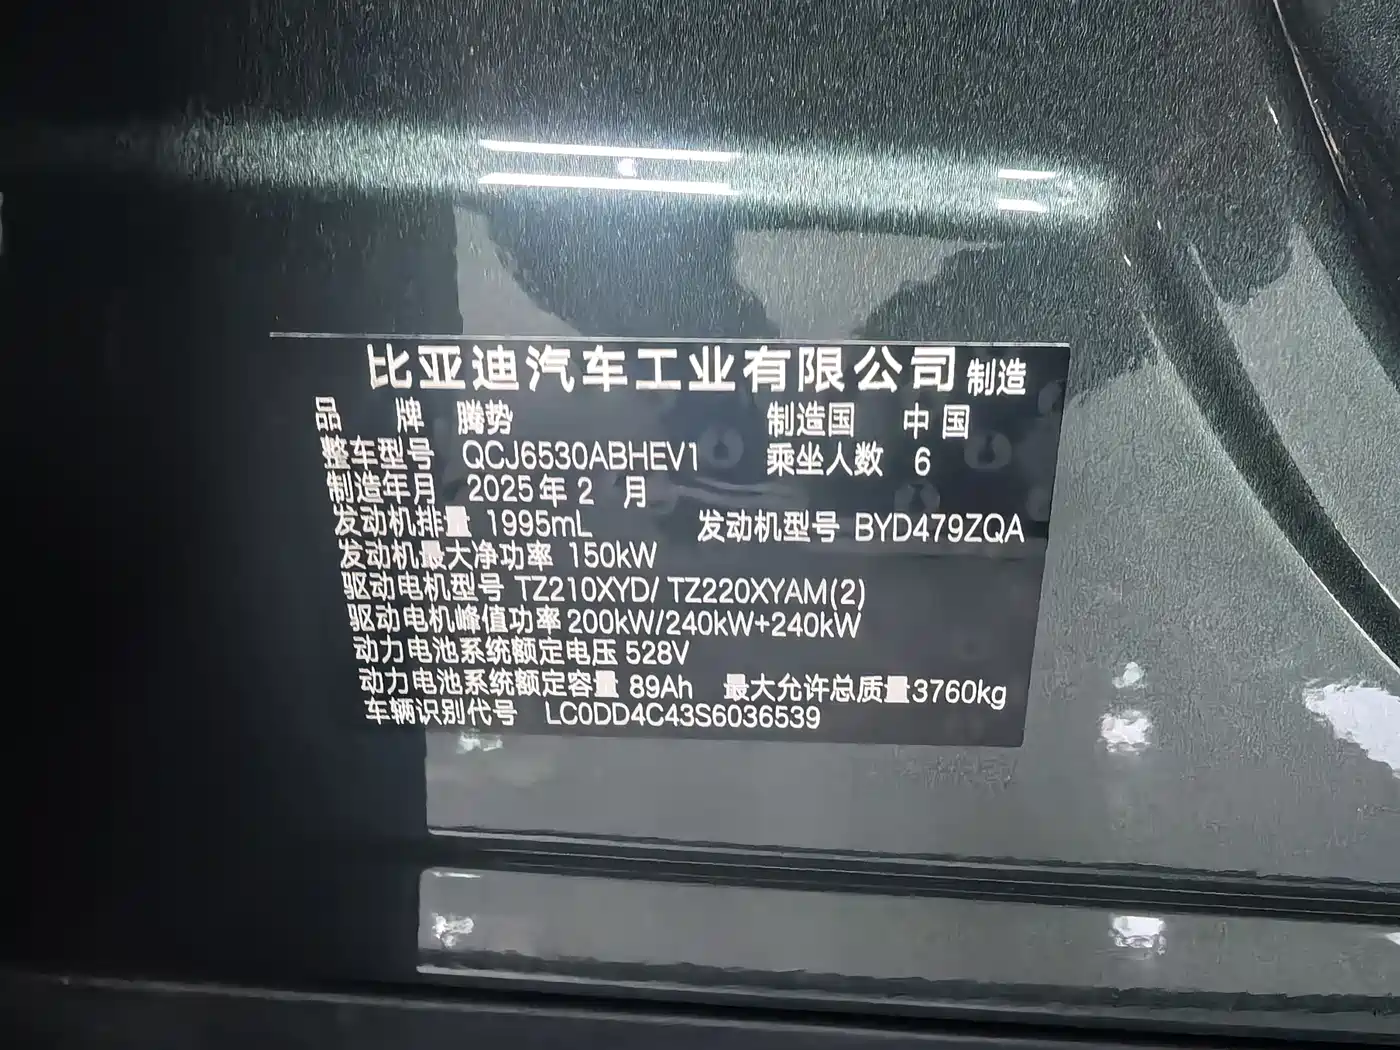 比亚迪汽车工业有限公司 制造
品 牌 腾势 制造国 中国
整车型号 QCJ6530ABHEV1 乘坐人数 6
制造年月 2025年 2 月
发动机排量 1995mL 发动机型号 BYD479ZQA
发动机最大净功率 150kW
驱动电机型号 TZ210XYD/ TZ220XYAM(2)
驱动电机峰值功率 200kW/240kW+240kW
动力电池系统额定电压 528V
动力电池系统额定容量 89Ah 最大允许总质量3760kg
车辆识别代号 LC0DD4C43S6036539